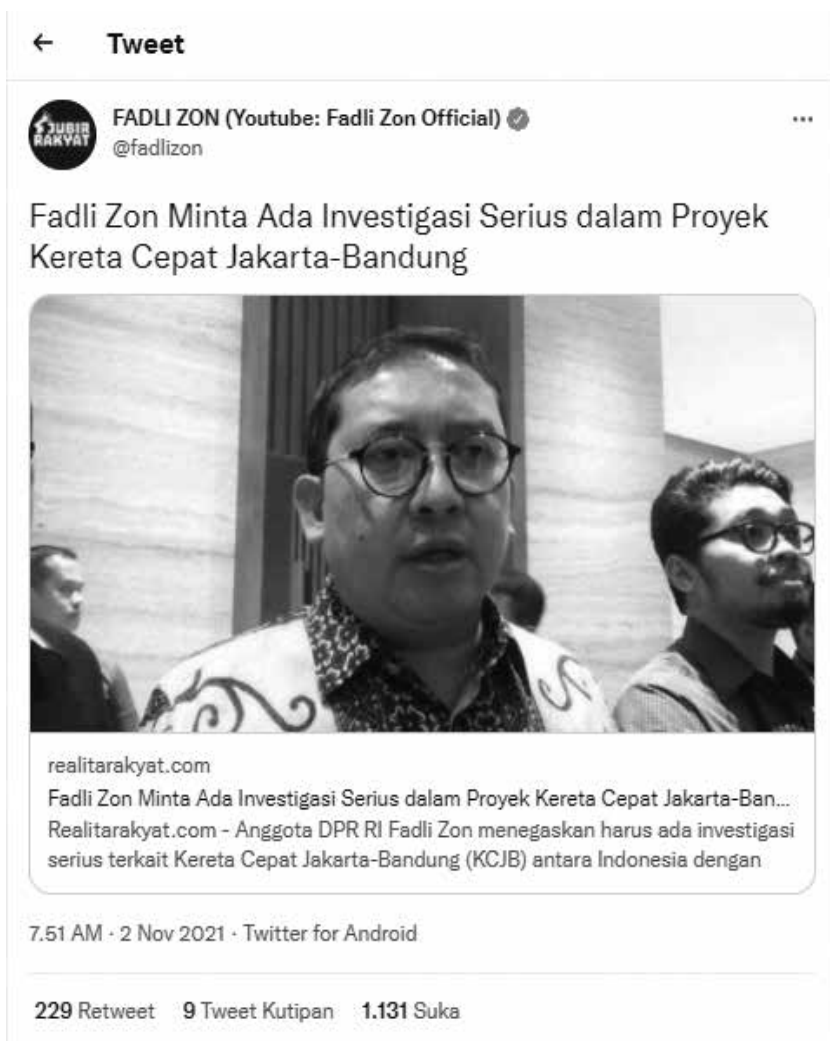 ← Tweet
JUBIR
RAKYAT
FADLI ZON (Youtube: Fadli Zon Official)
@fadlizon
Fadli Zon Minta Ada Investigasi Serius dalam Proyek
Kereta Cepat Jakarta-Bandung
realitarakyat.com
Fadli Zon Minta Ada Investigasi Serius dalam Proyek Kereta Cepat Jakarta-Ban...
Realitarakyat.com - Anggota DPR RI Fadli Zon menegaskan harus ada investigasi
serius terkait Kereta Cepat Jakarta-Bandung (KCJB) antara Indonesia dengan
7.51 AM · 2 Nov 2021 · Twitter for Android
229 Retweet 9 Tweet Kutipan 1.131 Suka